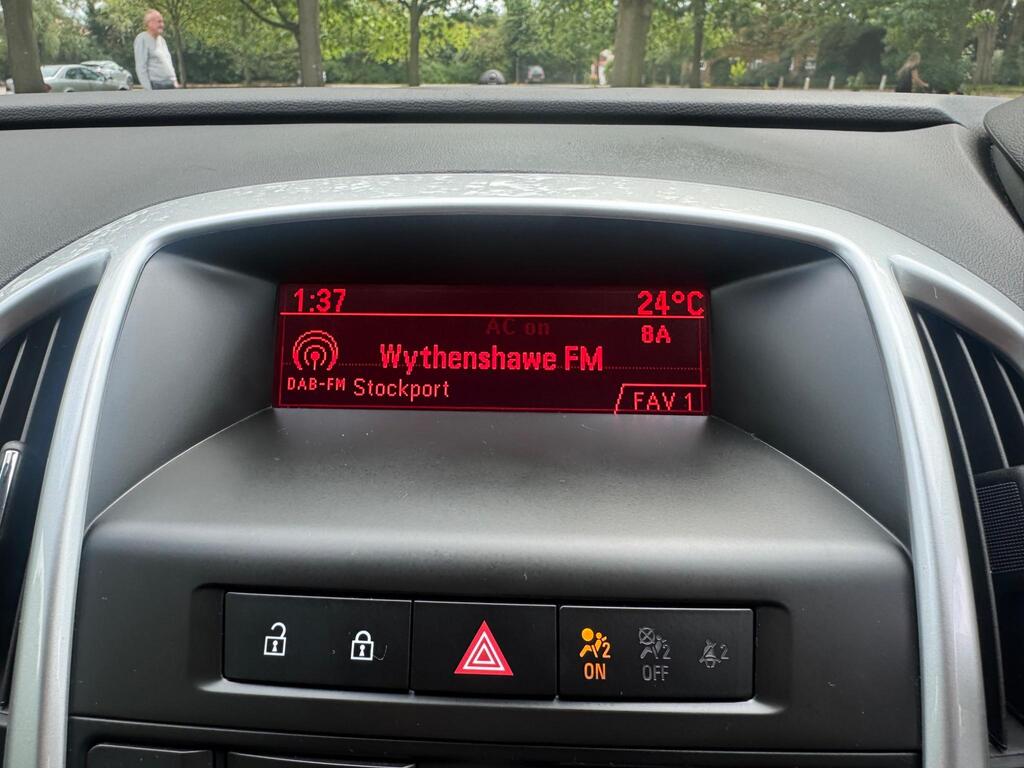 1:37 24°C
AC on
8A
Wythenshawe FM
DAB-FM Stockport
FAV 1
2 2 2
ON OFF